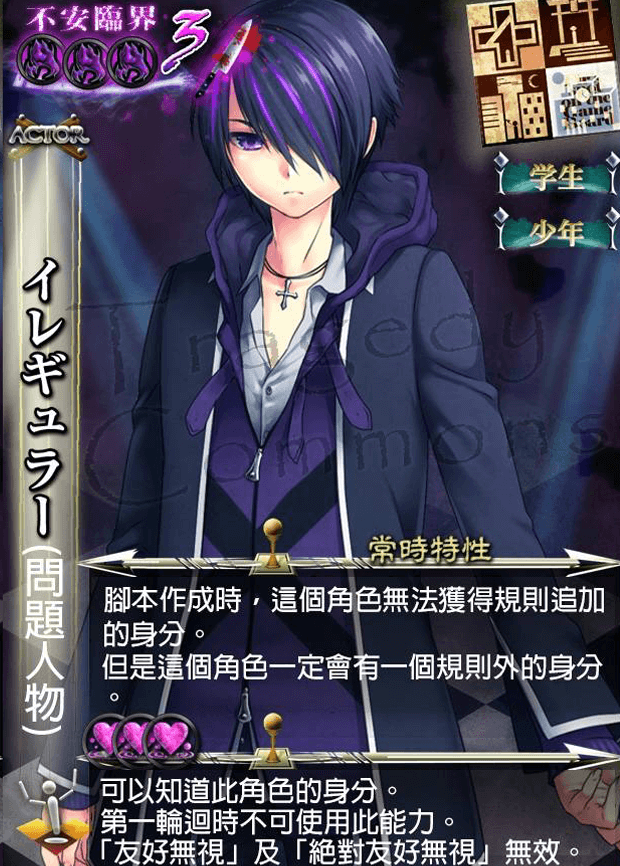 不安臨界
3
ACTOR
学生
少年
イレギュラー(問題人物)
Tragedy
Commons
常時特性
腳本作成時，這個角色無法獲得規則追加
的身分。
但是這個角色一定會有一個規則外的身分
。
可以知道此角色的身分。
第一輪迴時不可使用此能力。
「友好無視」及「絕對友好無視」無效。